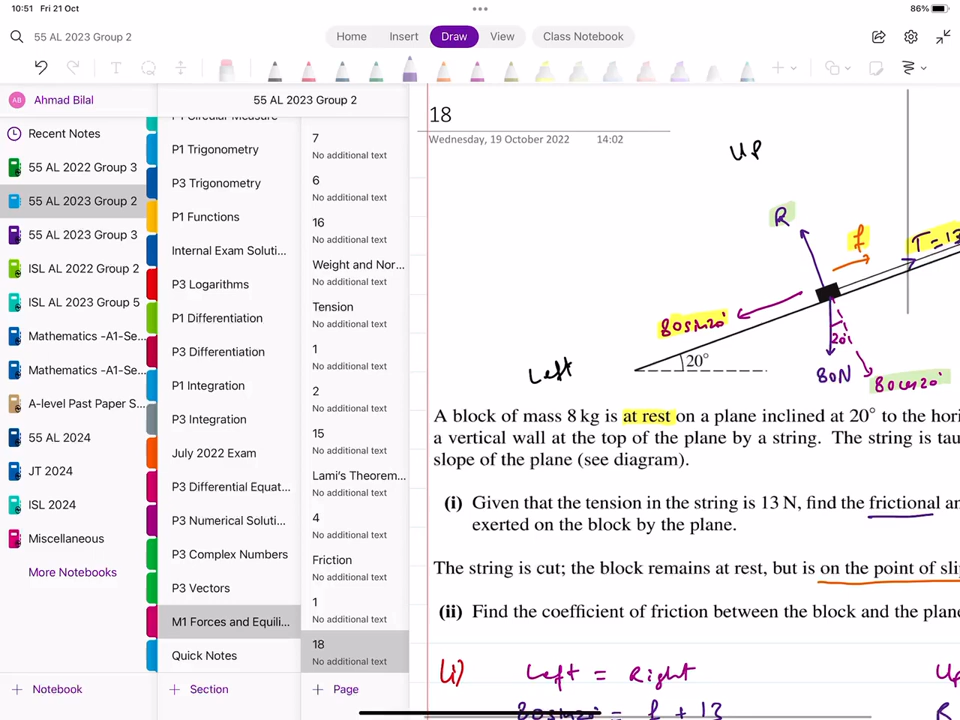 10:51 Fri 21 Oct
86%
55 AL 2023 Group 2
Home
Insert
Draw
View
Class Notebook
AB Ahmad Bilal
Recent Notes
55 AL 2022 Group 3
55 AL 2023 Group 2
55 AL 2023 Group 3
ISL AL 2022 Group 2
ISL AL 2022 Group 5
Mathematics -A1-Se...
Mathematics -A1-Se...
A-level Past Paper S...
55 AL 2024
JT 2024
ISL 2024
Miscellaneous
More Notebooks
Notebook
55 AL 2023 Group 2
P1 Trigonometry
P3 Trigonometry
P1 Functions
Internal Exam Soluti...
P3 Logarithms
P1 Differentiation
P3 Differentiation
P1 Integration
P3 Integration
July 2022 Exam
P3 Differential Equat...
P3 Numerical Soluti...
P3 Complex Numbers
P3 Vectors
M1 Forces and Equili...
Quick Notes
Section
7
No additional text
6
No additional text
16
No additional text
Weight and Nor...
No additional text
Tension
No additional text
1
No additional text
2
No additional text
15
No additional text
Lami's Theorem...
No additional text
4
No additional text
Friction
No additional text
1
No additional text
18
No additional text
Page
18
Wednesday, 19 October 2022 14:02
UP
R
f
T = 13
80sin20°
20°
20°
Left
80N
80cos20°
A block of mass 8 kg is at rest on a plane inclined at 20° to the hori
a vertical wall at the top of the plane by a string. The string is tau
slope of the plane (see diagram).
(i) Given that the tension in the string is 13 N, find the frictional an
exerted on the block by the plane.
The string is cut; the block remains at rest, but is on the point of sli
(ii) Find the coefficient of friction between the block and the plane
(i) Left = Right
Up
80sin20° = f + 13
R